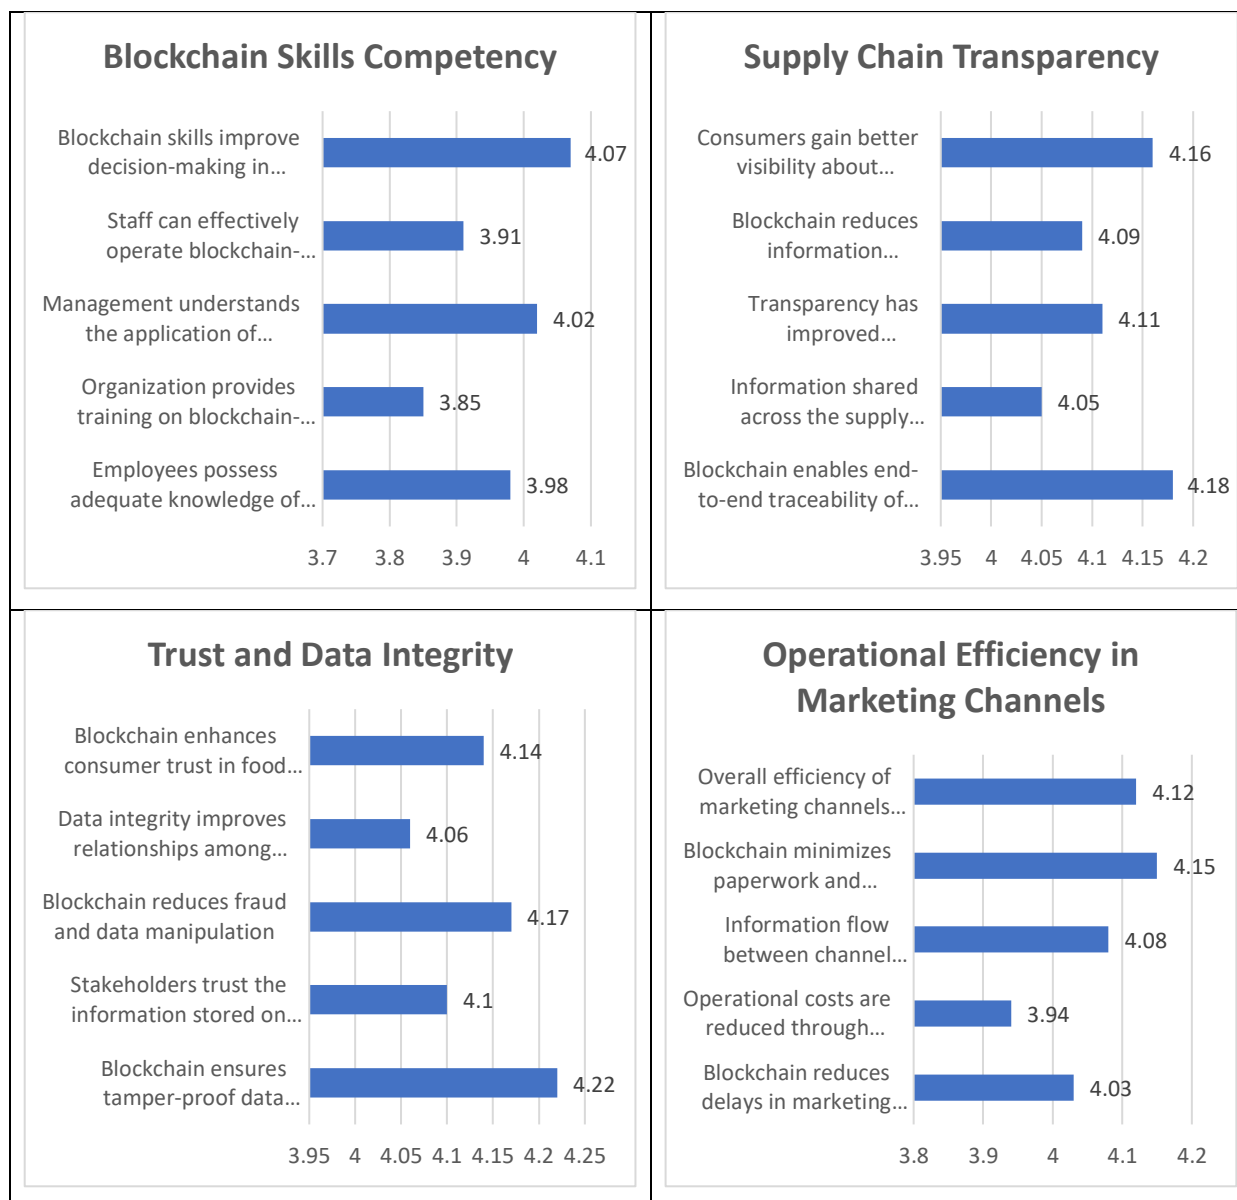 Blockchain Skills Competency
Blockchain skills improve
decision-making in...
4.07
Staff can effectively
operate blockchain-...
3.91
Management understands
the application of...
4.02
Organization provides
training on blockchain-...
3.85
Employees possess
adequate knowledge of...
3.98
3.7 3.8 3.9 4 4.1
Supply Chain Transparency
Consumers gain better
visibility about...
4.16
Blockchain reduces
information...
4.09
Transparency has
improved...
4.11
Information shared
across the supply...
4.05
Blockchain enables end-
to-end traceability of...
4.18
3.95 4 4.05 4.1 4.15 4.2
Trust and Data Integrity
Blockchain enhances
consumer trust in food...
4.14
Data integrity improves
relationships among...
4.06
Blockchain reduces fraud
and data manipulation
4.17
Stakeholders trust the
information stored on...
4.1
Blockchain ensures
tamper-proof data...
4.22
3.95 4 4.05 4.1 4.15 4.2 4.25
Operational Efficiency in
Marketing Channels
Overall efficiency of
marketing channels...
4.12
Blockchain minimizes
paperwork and...
4.15
Information flow
between channel...
4.08
Operational costs are
reduced through...
3.94
Blockchain reduces
delays in marketing...
4.03
3.8 3.9 4 4.1 4.2